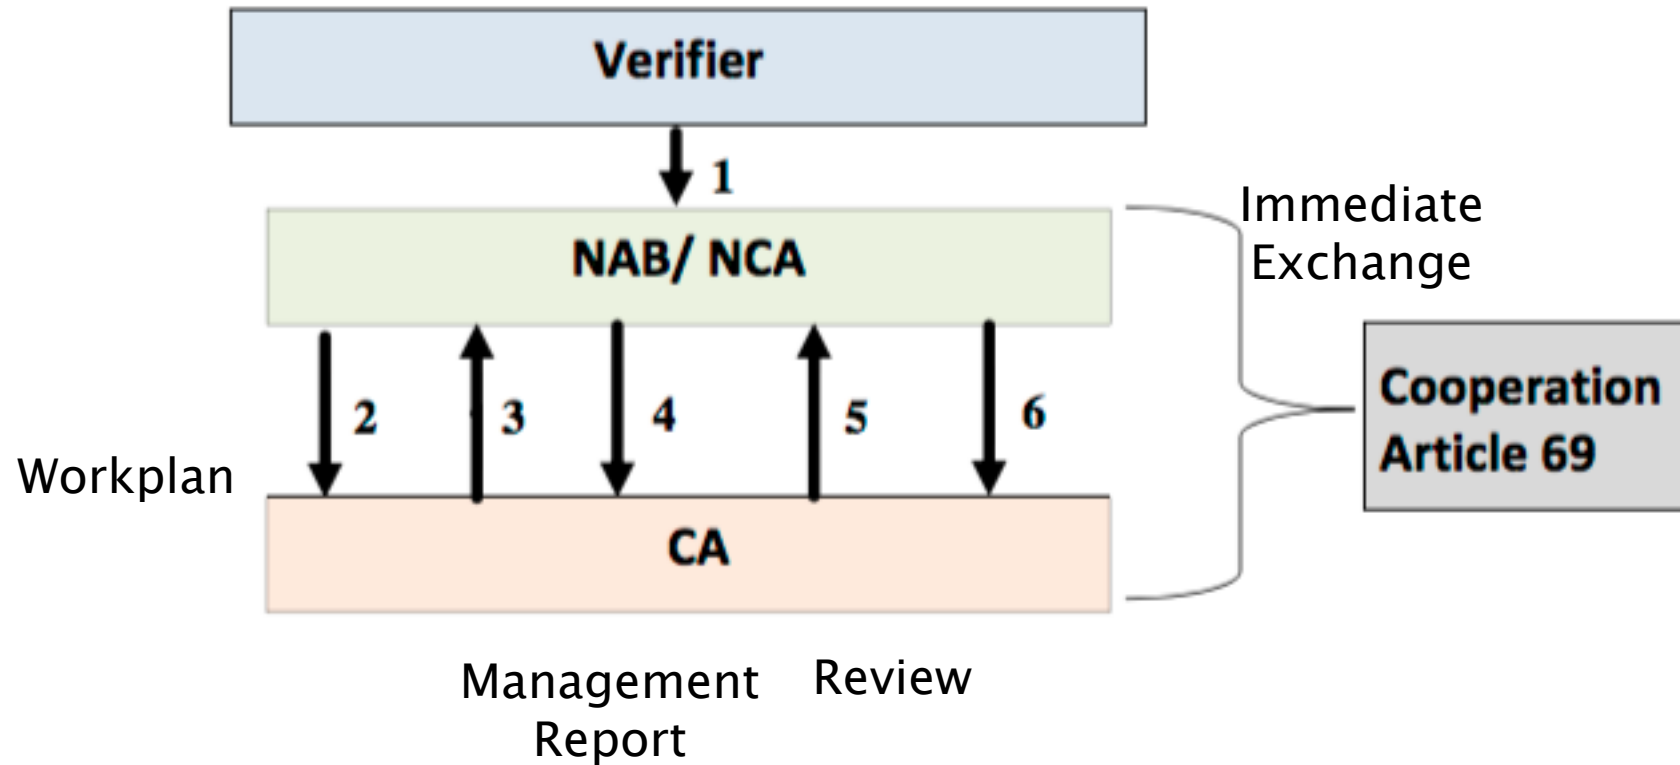 Verifier
1
Immediate
Exchange
NAB/ NCA
Cooperation
Article 69
2
3
4
5
6
Workplan
CA
Management
Report
Review